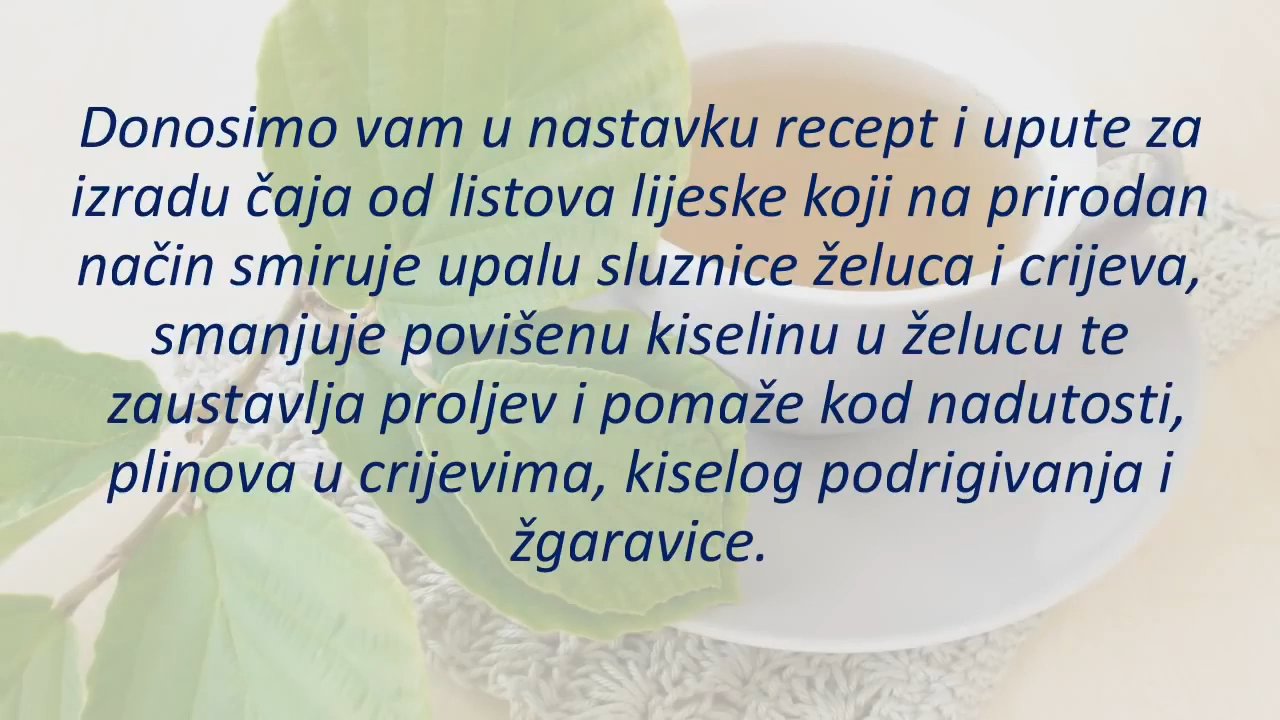 Donosimo vam u nastavku recept i upute za
izradu čaja od listova lijeske koji na prirodan
način smiruje upalu sluznice želuca i crijeva,
smanjuje povišenu kiselinu u želucu te
zaustavlja proljev i pomaže kod nadutosti,
plinova u crijevima, kiselog podrigivanja i
žgaravice.